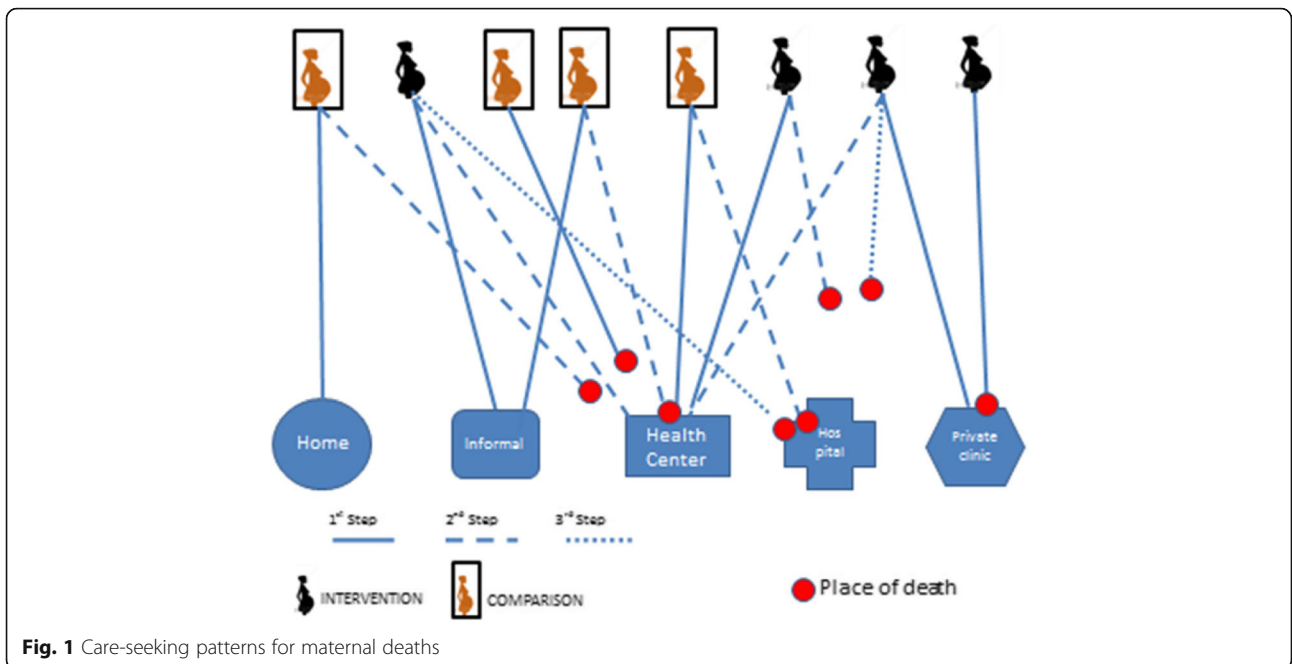 Home
Informal
Health
Center
Hos
pital
Private
clinic
1st Step
2nd Step
3rd Step
INTERVENTION
COMPARISON
Place of death
Fig. 1 Care-seeking patterns for maternal deaths